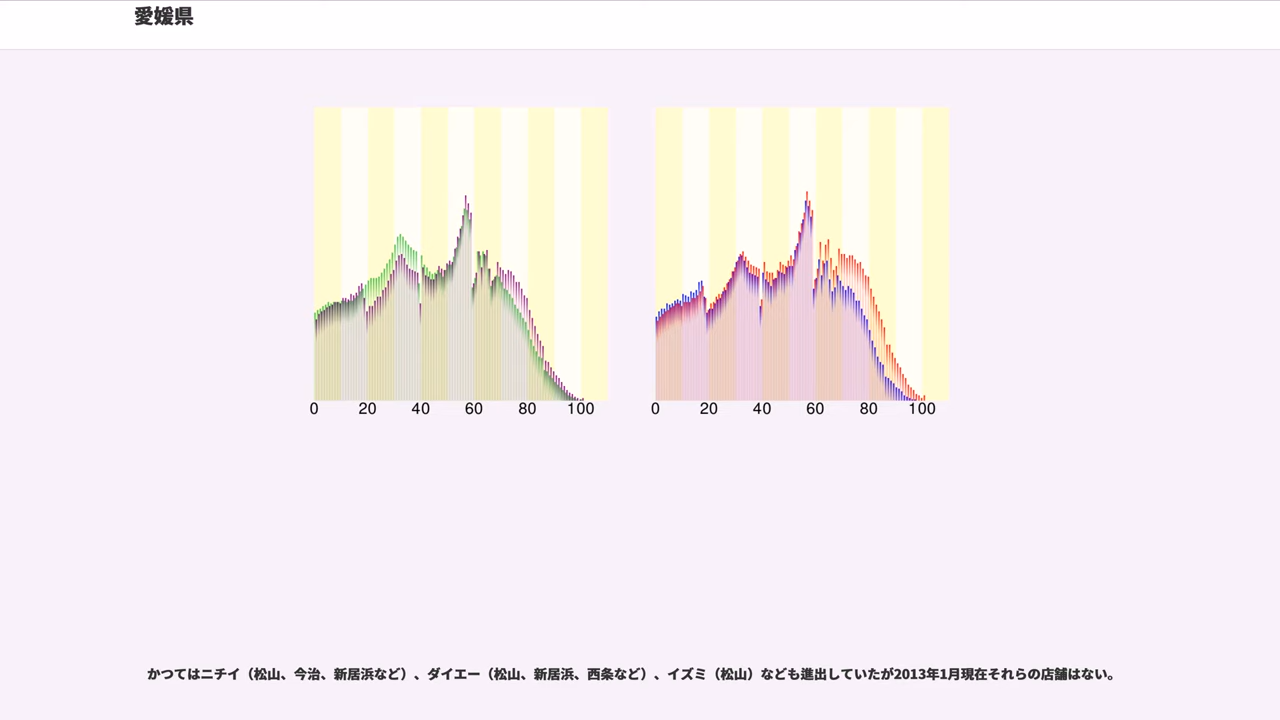 愛媛県
0 20 40 60 80 100
0 20 40 60 80 100
かつてはニチイ（松山、今治、新居浜など）、ダイエー（松山、新居浜、西条など）、イズミ（松山）なども進出していたが2013年1月現在それらの店舗はない。